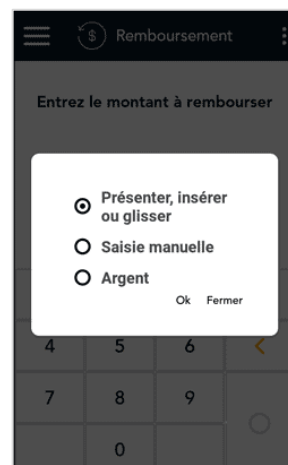 $ Remboursement
Entrez le montant à rembourser
Présenter, insérer
ou glisser
Saisie manuelle
Argent
Ok Fermer
4 5 6
7 8 9
0